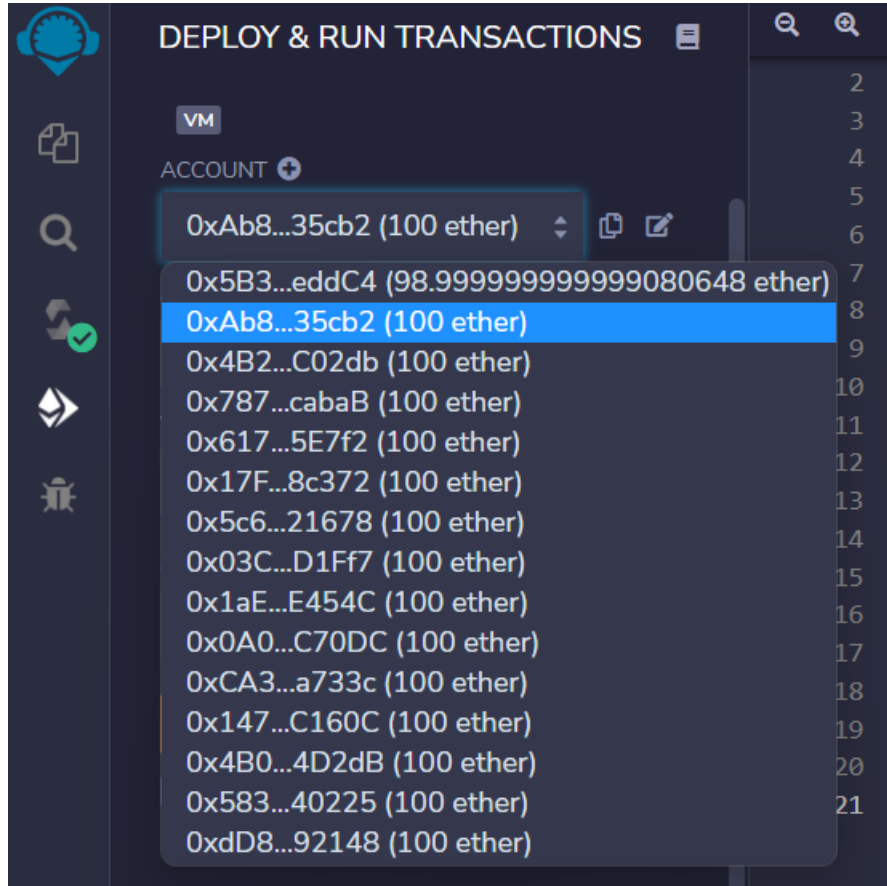 DEPLOY & RUN TRANSACTIONS
VM
ACCOUNT
0xAb8...35cb2 (100 ether)
0x5B3...eddC4 (98.999999999999080648 ether)
0xAb8...35cb2 (100 ether)
0x4B2...C02db (100 ether)
0x787...cabaB (100 ether)
0x617...5E7f2 (100 ether)
0x17F...8c372 (100 ether)
0x5c6...21678 (100 ether)
0x03C...D1Ff7 (100 ether)
0x1aE...E454C (100 ether)
0x0A0...C70DC (100 ether)
0xCA3...a733c (100 ether)
0x147...C160C (100 ether)
0x4B0...4D2dB (100 ether)
0x583...40225 (100 ether)
0xdD8...92148 (100 ether)
2
3
4
5
6
7
8
9
10
11
12
13
14
15
16
17
18
19
20
21